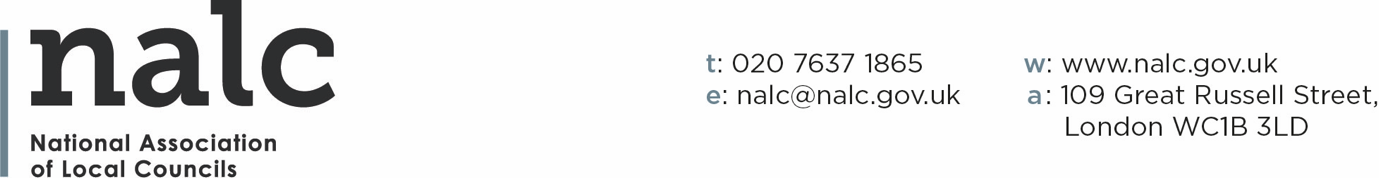 nalc
National Association
of Local Councils
t: 020 7637 1865
e: nalc@nalc.gov.uk
w: www.nalc.gov.uk
a: 109 Great Russell Street,
London WC1B 3LD